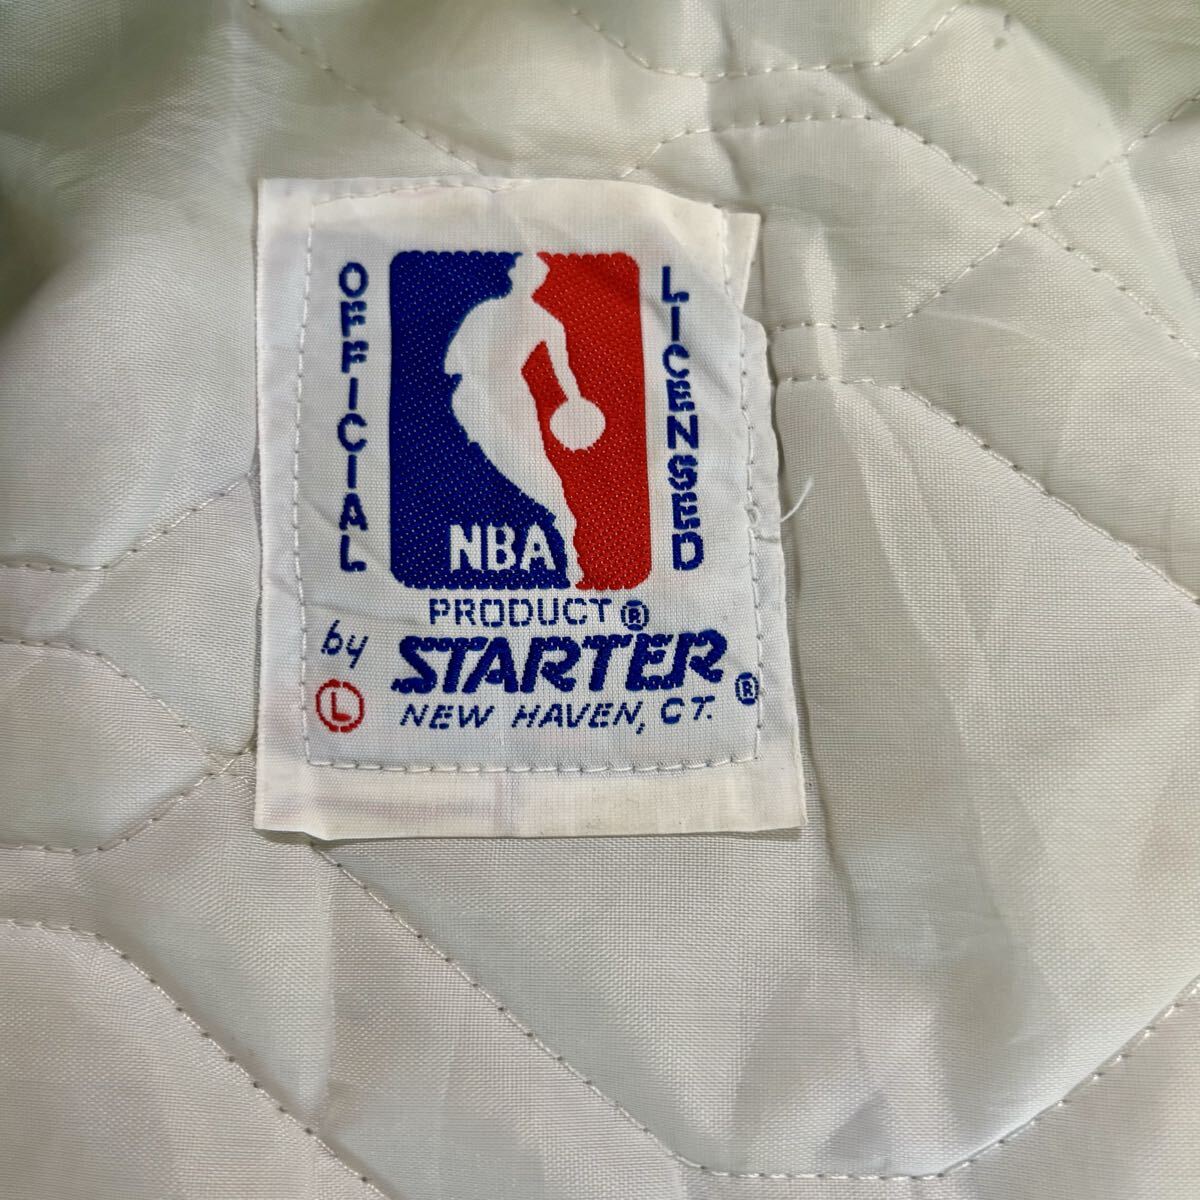 OFFICIAL
LICENSED
NBA
PRODUCT ®
by STARTER ®
L NEW HAVEN, CT.